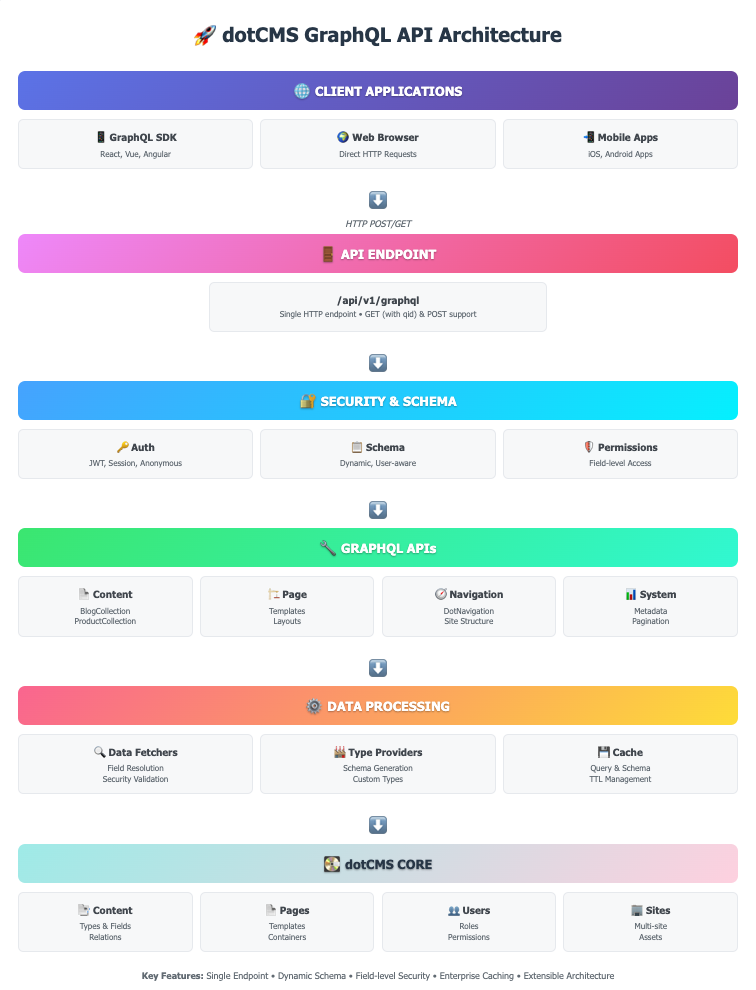 🚀 dotCMS GraphQL API Architecture
🌐 CLIENT APPLICATIONS
📱 GraphQL SDK
React, Vue, Angular
🌍 Web Browser
Direct HTTP Requests
📲 Mobile Apps
iOS, Android Apps
⬇️
HTTP POST/GET
🚪 API ENDPOINT
/api/v1/graphql
Single HTTP endpoint • GET (with qid) & POST support
⬇️
🔐 SECURITY & SCHEMA
🔑 Auth
JWT, Session, Anonymous
📋 Schema
Dynamic, User-aware
🛡️ Permissions
Field-level Access
⬇️
🔧 GRAPHQL APIs
📄 Content
BlogCollection
ProductCollection
🏗️ Page
Templates
Layouts
🧭 Navigation
DotNavigation
Site Structure
📊 System
Metadata
Pagination
⬇️
⚙️ DATA PROCESSING
🔍 Data Fetchers
Field Resolution
Security Validation
🏭 Type Providers
Schema Generation
Custom Types
💾 Cache
Query & Schema
TTL Management
⬇️
💽 dotCMS CORE
📑 Content
Types & Fields
Relations
📄 Pages
Templates
Containers
👥 Users
Roles
Permissions
🏢 Sites
Multi-site
Assets
Key Features: Single Endpoint • Dynamic Schema • Field-level Security • Enterprise Caching • Extensible Architecture